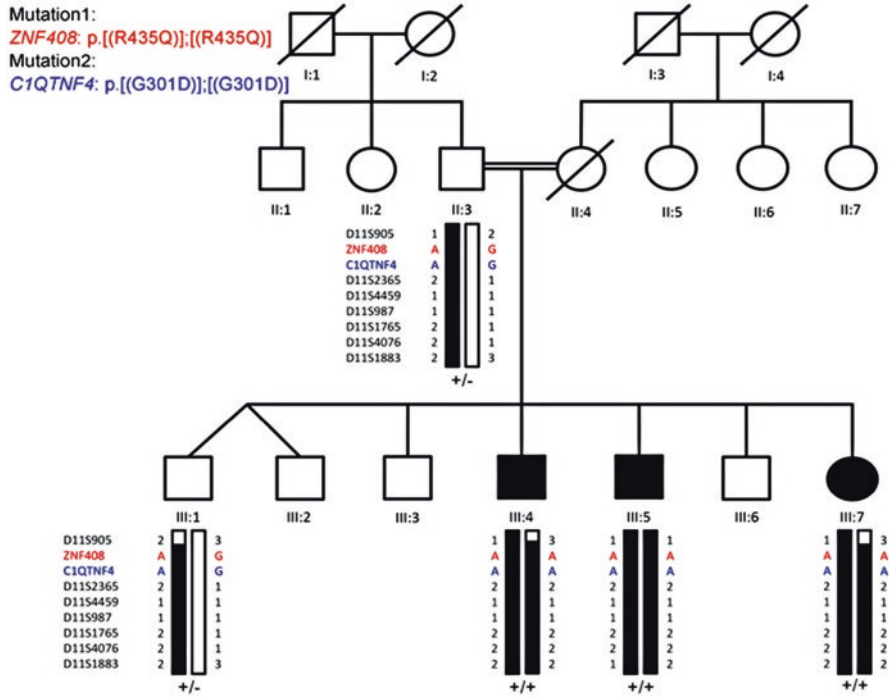 Mutation1:
ZNF408: p.[(R435Q)];[(R435Q)]
Mutation2:
C1QTNF4: p.[(G301D)];[(G301D)]
I:1 I:2 I:3 I:4
II:1 II:2 II:3 II:4 II:5 II:6 II:7
D11S905 1 2
ZNF408 A G
C1QTNF4 A G
D11S2365 2 1
D11S4459 1 1
D11S987 1 1
D11S1765 2 1
D11S4076 2 1
D11S1883 2 3
+/-
III:1 III:2 III:3 III:4 III:5 III:6 III:7
D11S905 2 3 1 3 1 1 1 3
ZNF408 A G A A A A A A
C1QTNF4 A G A A A A A A
D11S2365 2 1 2 2 2 2 2 2
D11S4459 1 1 1 1 1 1 1 1
D11S987 1 1 1 1 1 1 1 1
D11S1765 2 1 2 2 2 2 2 2
D11S4076 2 1 2 2 2 2 2 2
D11S1883 2 3 2 2 1 2 2 2
+/- +/+ +/+ +/+